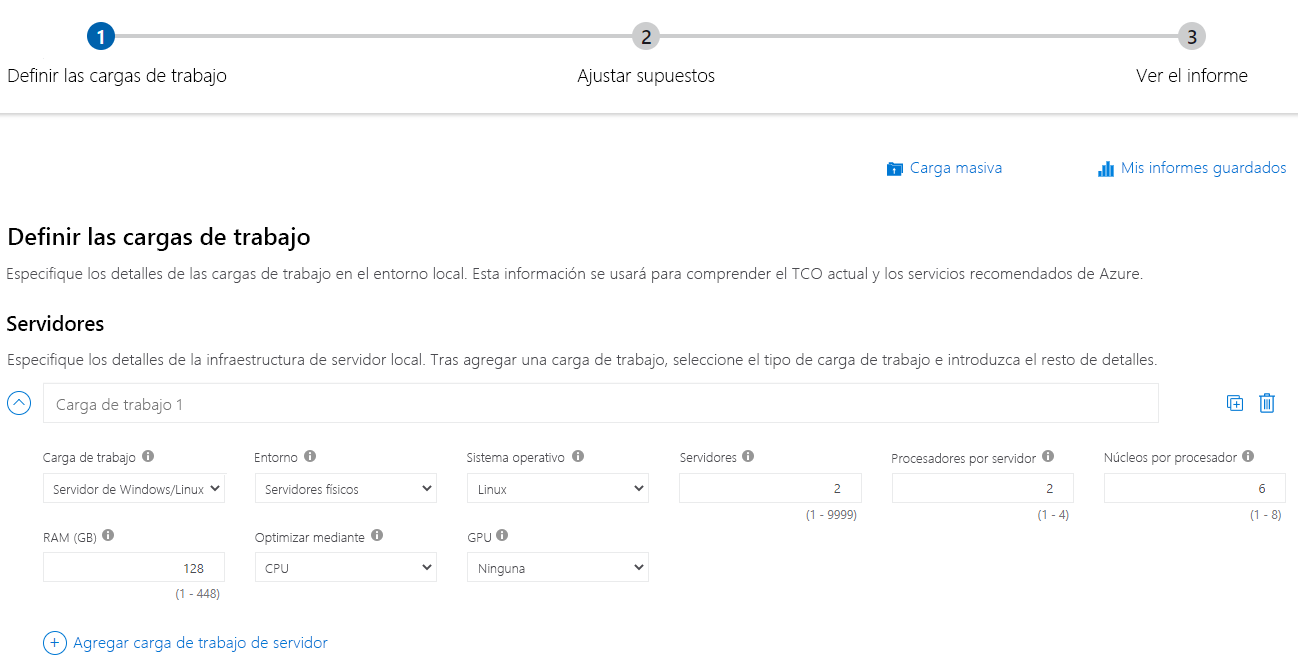 1 2 3
Definir las cargas de trabajo Ajustar supuestos Ver el informe
Carga masiva Mis informes guardados
Definir las cargas de trabajo
Especifique los detalles de las cargas de trabajo en el entorno local. Esta información se usará para comprender el TCO actual y los servicios recomendados de Azure.
Servidores
Especifique los detalles de la infraestructura de servidor local. Tras agregar una carga de trabajo, seleccione el tipo de carga de trabajo e introduzca el resto de detalles.
Carga de trabajo 1
Carga de trabajo Entorno Sistema operativo Servidores Procesadores por servidor Núcleos por procesador
Servidor de Windows/Linux Servidores físicos Linux 2 2 6
(1 - 9999) (1 - 4) (1 - 8)
RAM (GB) Optimizar mediante GPU
128 CPU Ninguna
(1 - 448)
Agregar carga de trabajo de servidor